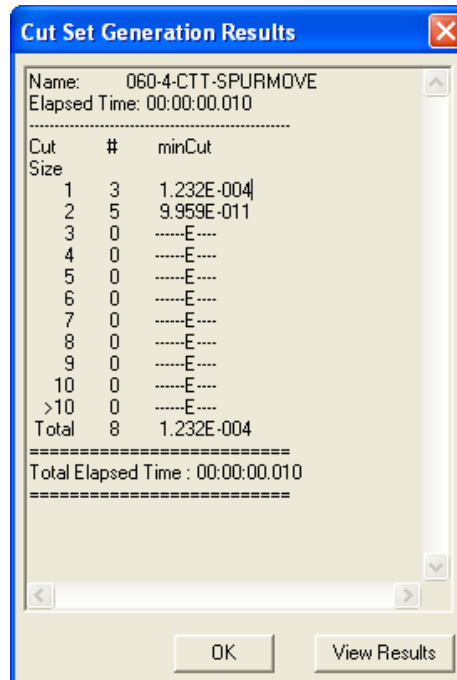 Cut Set Generation Results
Name: 060-4-CTT-SPURMOVE
Elapsed Time: 00:00:00.010
--------------------------------------------------
Cut # minCut
Size
1 3 1.232E-004
2 5 9.959E-011
3 0 ------E----
4 0 ------E----
5 0 ------E----
6 0 ------E----
7 0 ------E----
8 0 ------E----
9 0 ------E----
10 0 ------E----
>10 0 ------E----
Total 8 1.232E-004
==========================
Total Elapsed Time : 00:00:00.010
==========================
OK View Results